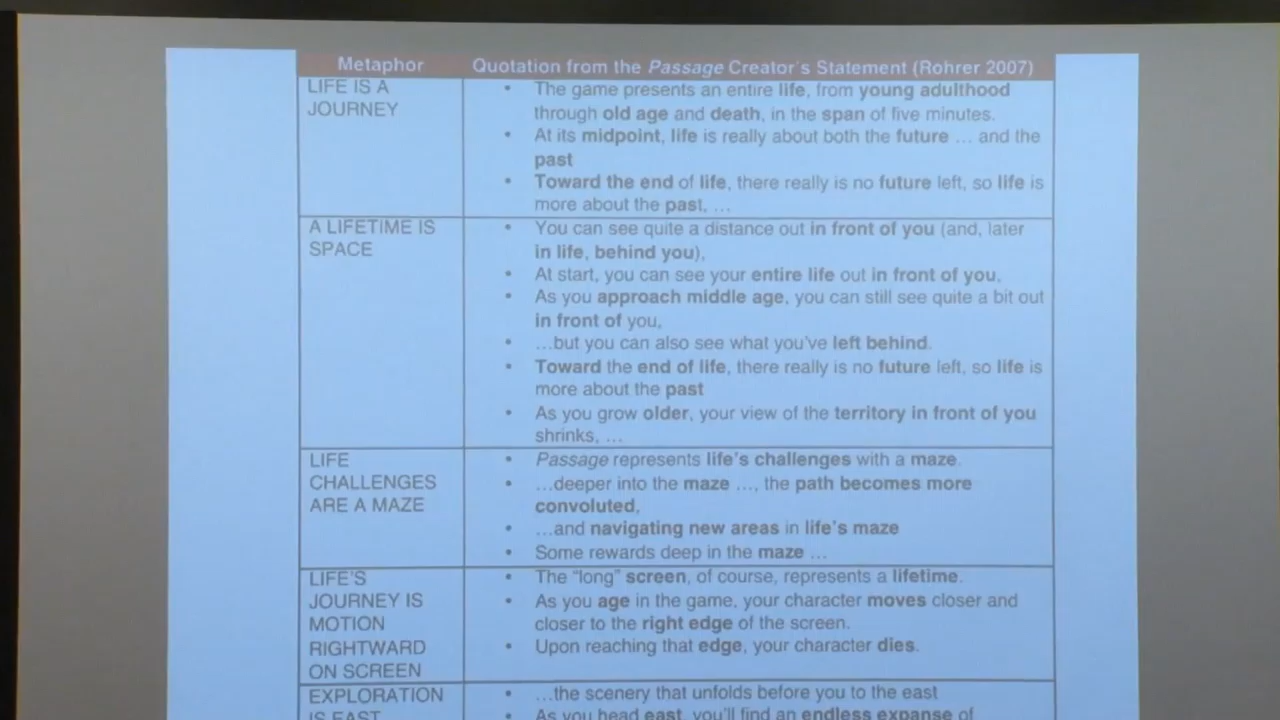 Metaphor Quotation from the Passage Creator's Statement (Rohrer 2007)
LIFE IS A
JOURNEY
• The game presents an entire life, from young adulthood
through old age and death, in the span of five minutes.
• At its midpoint, life is really about both the future … and the
past
• Toward the end of life, there really is no future left, so life is
more about the past, …
A LIFETIME IS
SPACE
• You can see quite a distance out in front of you (and, later
in life, behind you),
• At start, you can see your entire life out in front of you.
• As you approach middle age, you can still see quite a bit out
in front of you,
• …but you can also see what you've left behind.
• Toward the end of life, there really is no future left, so life is
more about the past
• As you grow older, your view of the territory in front of you
shrinks, …
LIFE
CHALLENGES
ARE A MAZE
• Passage represents life's challenges with a maze.
• …deeper into the maze …, the path becomes more
convoluted,
• …and navigating new areas in life's maze
• Some rewards deep in the maze …
LIFE'S
JOURNEY IS
MOTION
RIGHTWARD
ON SCREEN
• The "long" screen, of course, represents a lifetime.
• As you age in the game, your character moves closer and
closer to the right edge of the screen.
• Upon reaching that edge, your character dies.
EXPLORATION
IS EAST
• …the scenery that unfolds before you to the east
• As you head east, you'll find an endless expanse of